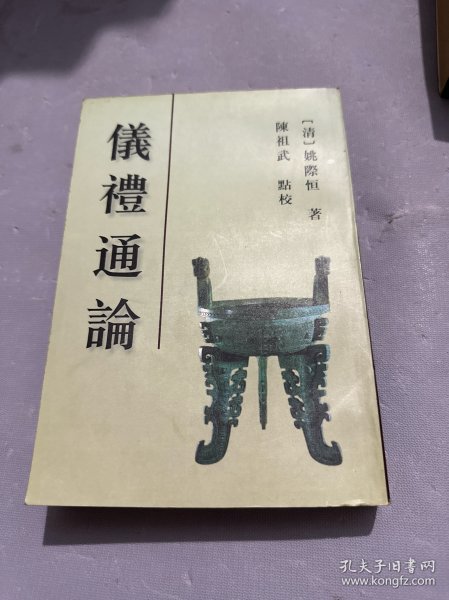 儀禮通論
[清]姚際恒 著
陳祖武 點校
孔夫子旧书网
www.kongfz.com